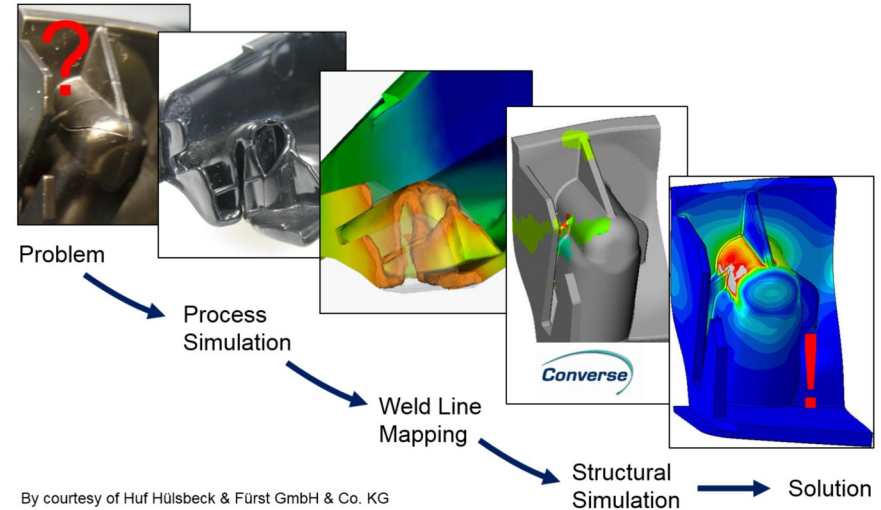 ?
Problem
Process
Simulation
Weld Line
Mapping
Converse
!
Structural
Simulation
Solution
By courtesy of Huf Hülsbeck & Fürst GmbH & Co. KG